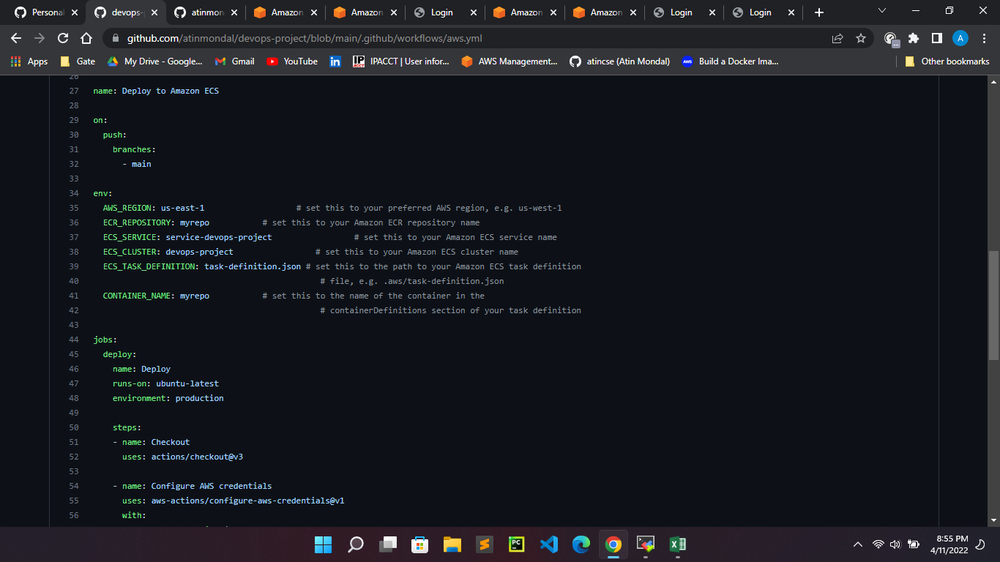 Personal
devops-p
atinmon
Amazon
Amazon
Login
Amazon
Amazon
Login
Login
github.com/atinmondal/devops-project/blob/main/.github/workflows/aws.yml
A
Apps
Gate
My Drive - Google...
Gmail
YouTube
in
IP ACCT
IPACCT | User infor...
AWS Management...
atincse (Atin Mondal)
AWS
Build a Docker Ima...
Other bookmarks
26
27 name: Deploy to Amazon ECS
28
29 on:
30 push:
31 branches:
32 - main
33
34 env:
35 AWS_REGION: us-east-1 # set this to your preferred AWS region, e.g. us-west-1
36 ECR_REPOSITORY: myrepo # set this to your Amazon ECR repository name
37 ECS_SERVICE: service-devops-project # set this to your Amazon ECS service name
38 ECS_CLUSTER: devops-project # set this to your Amazon ECS cluster name
39 ECS_TASK_DEFINITION: task-definition.json # set this to the path to your Amazon ECS task definition
40 # file, e.g. .aws/task-definition.json
41 CONTAINER_NAME: myrepo # set this to the name of the container in the
42 # containerDefinitions section of your task definition
43
44 jobs:
45 deploy:
46 name: Deploy
47 runs-on: ubuntu-latest
48 environment: production
49
50 steps:
51 - name: Checkout
52 uses: actions/checkout@v3
53
54 - name: Configure AWS credentials
55 uses: aws-actions/configure-aws-credentials@v1
56 with:
PC
8:55 PM
4/11/2022